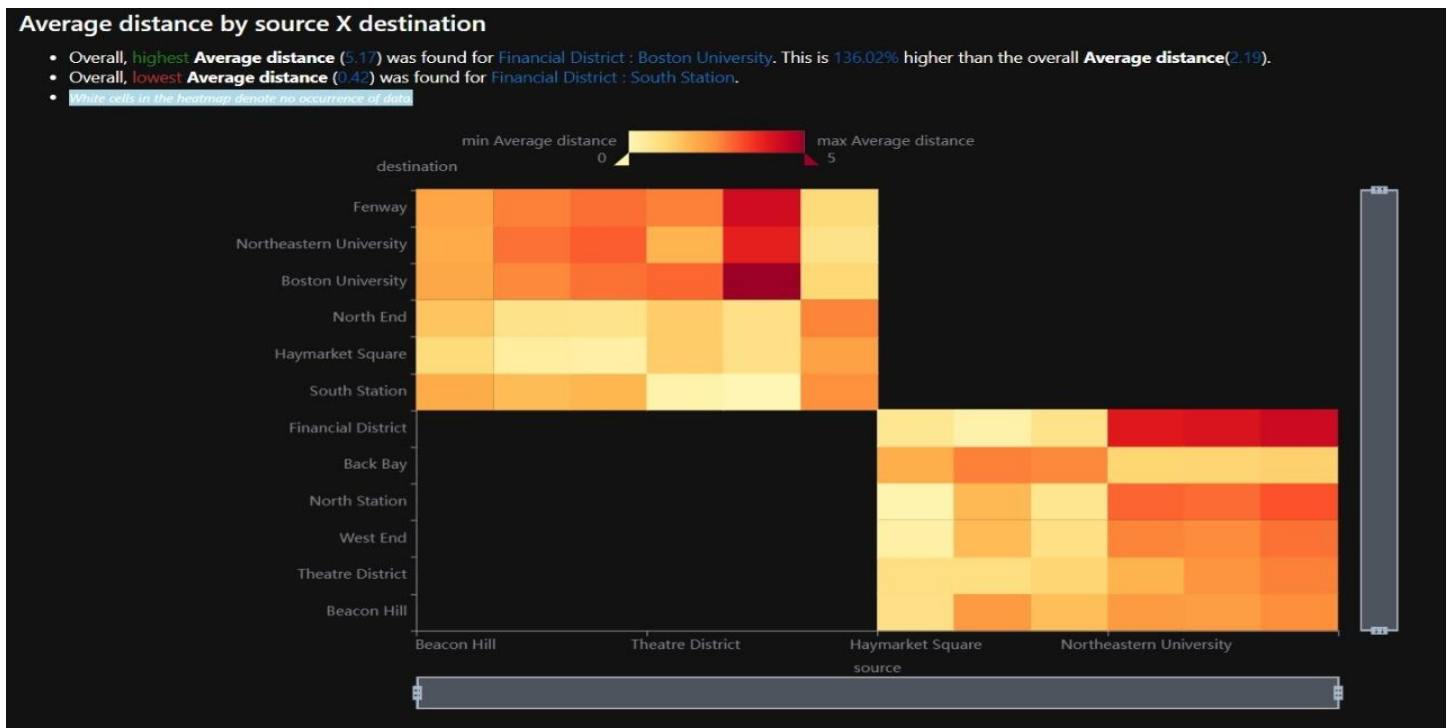 Average distance by source X destination
• Overall, highest Average distance (5.17) was found for Financial District : Boston University. This is 136.02% higher than the overall Average distance(2.19).
• Overall, lowest Average distance (0.42) was found for Financial District : South Station.
• White cells in the heatmap denote no occurrence of data.
min Average distance
max Average distance
0
5
destination
Fenway
Northeastern University
Boston University
North End
Haymarket Square
South Station
Financial District
Back Bay
North Station
West End
Theatre District
Beacon Hill
Beacon Hill
Theatre District
Haymarket Square
Northeastern University
source